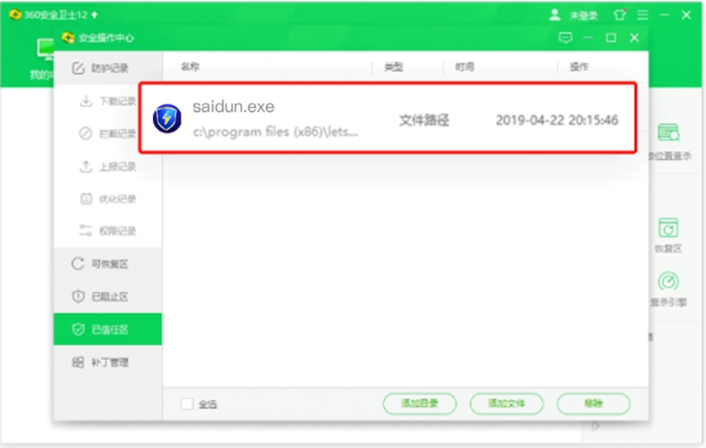 360安全卫士12
未登录
安全操作中心
我的电
防护记录
名称
类型
时间
操作
下载记录
saidun.exe
文件路径
2019-04-22 20:15:46
c:\program files (x86)\lets...
拦截记录
上报记录
优化记录
权限记录
可恢复区
恢复区
已阻止区
查杀引擎
已信任区
补丁管理
全选
添加目录
添加文件
移除